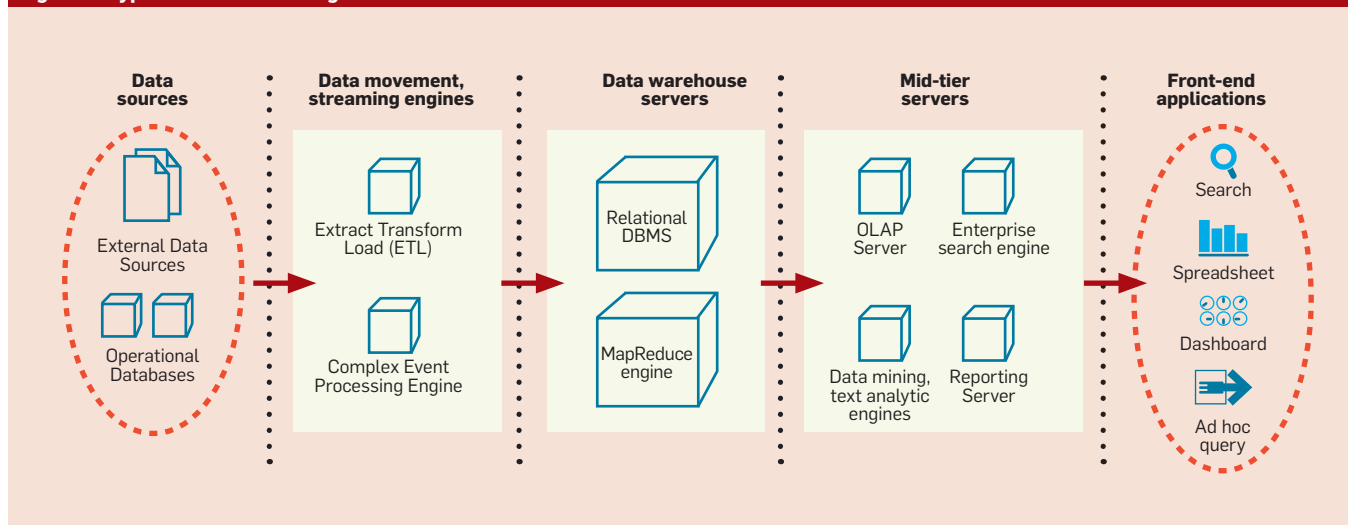 Data
sources
External Data
Sources
Operational
Databases
Data movement,
streaming engines
Extract Transform
Load (ETL)
Complex Event
Processing Engine
Data warehouse
servers
Relational
DBMS
MapReduce
engine
Mid-tier
servers
OLAP
Server
Enterprise
search engine
Data mining,
text analytic
engines
Reporting
Server
Front-end
applications
Search
Spreadsheet
Dashboard
Ad hoc
query